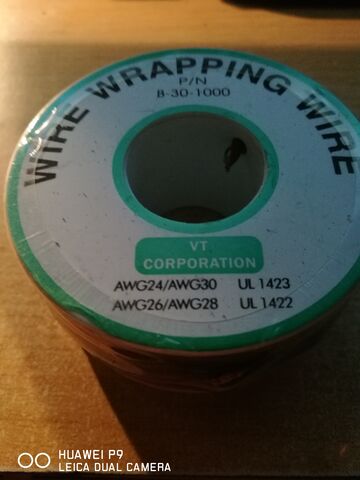 WIRE WRAPPING WIRE
P/N
8-30-1000
VT
CORPORATION
AWG24/AWG30 UL 1423
AWG26/AWG28 UL 1422
HUAWEI P9
LEICA DUAL CAMERA